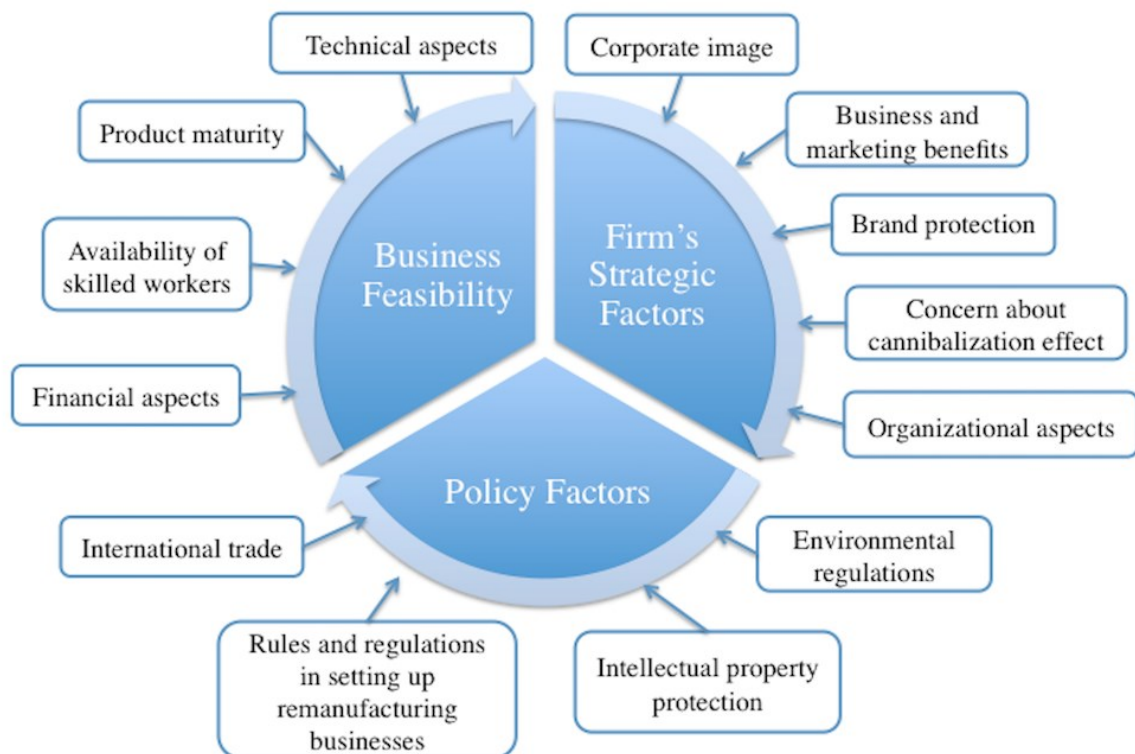 Technical aspects
Corporate image
Product maturity
Business and
marketing benefits
Availability of
skilled workers
Business
Feasibility
Firm's
Strategic
Factors
Brand protection
Concern about
cannibalization effect
Financial aspects
Organizational aspects
Policy Factors
International trade
Environmental
regulations
Rules and regulations
in setting up
remanufacturing
businesses
Intellectual property
protection